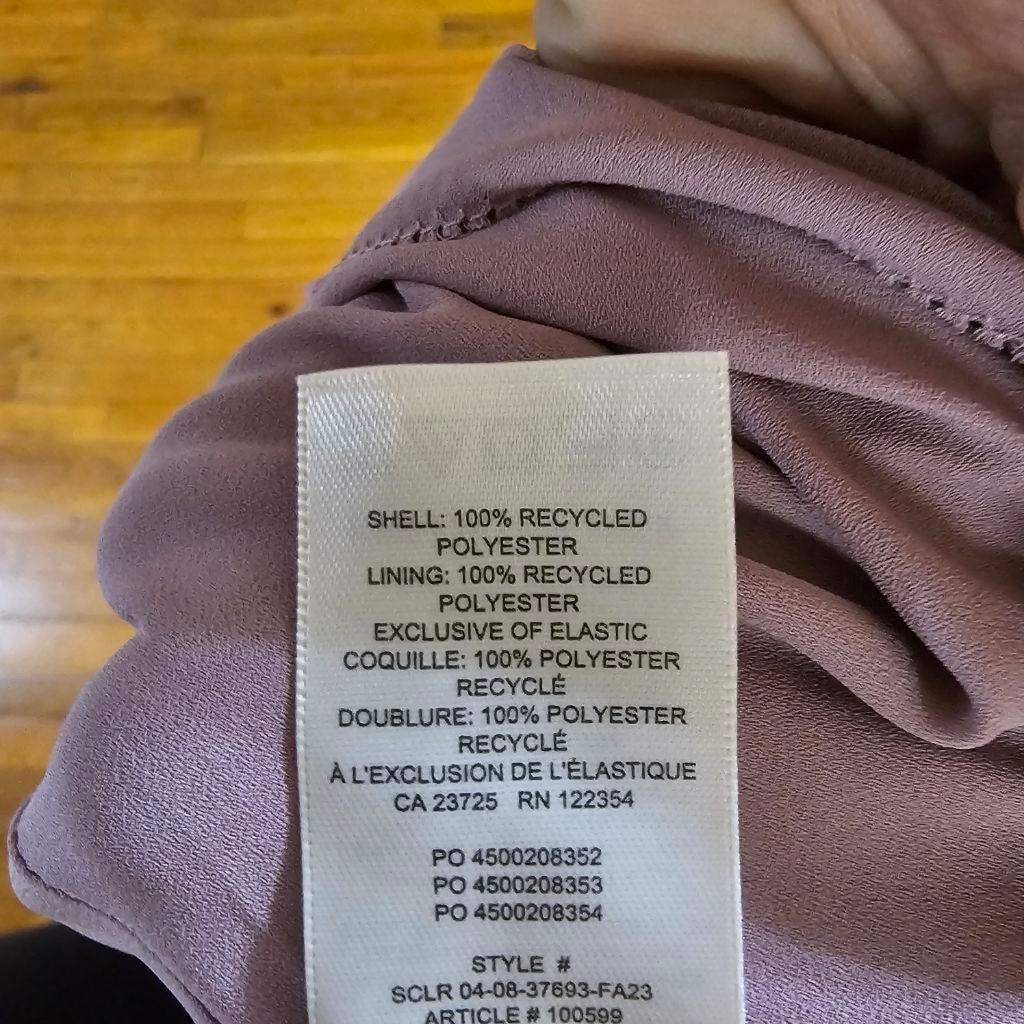 SHELL: 100% RECYCLED
POLYESTER
LINING: 100% RECYCLED
POLYESTER
EXCLUSIVE OF ELASTIC
COQUILLE: 100% POLYESTER
RECYCLÉ
DOUBLURE: 100% POLYESTER
RECYCLÉ
À L'EXCLUSION DE L'ÉLASTIQUE
CA 23725 RN 122354
PO 4500208352
PO 4500208353
PO 4500208354
STYLE #
SCLR 04-08-37693-FA23
ARTICLE # 100599